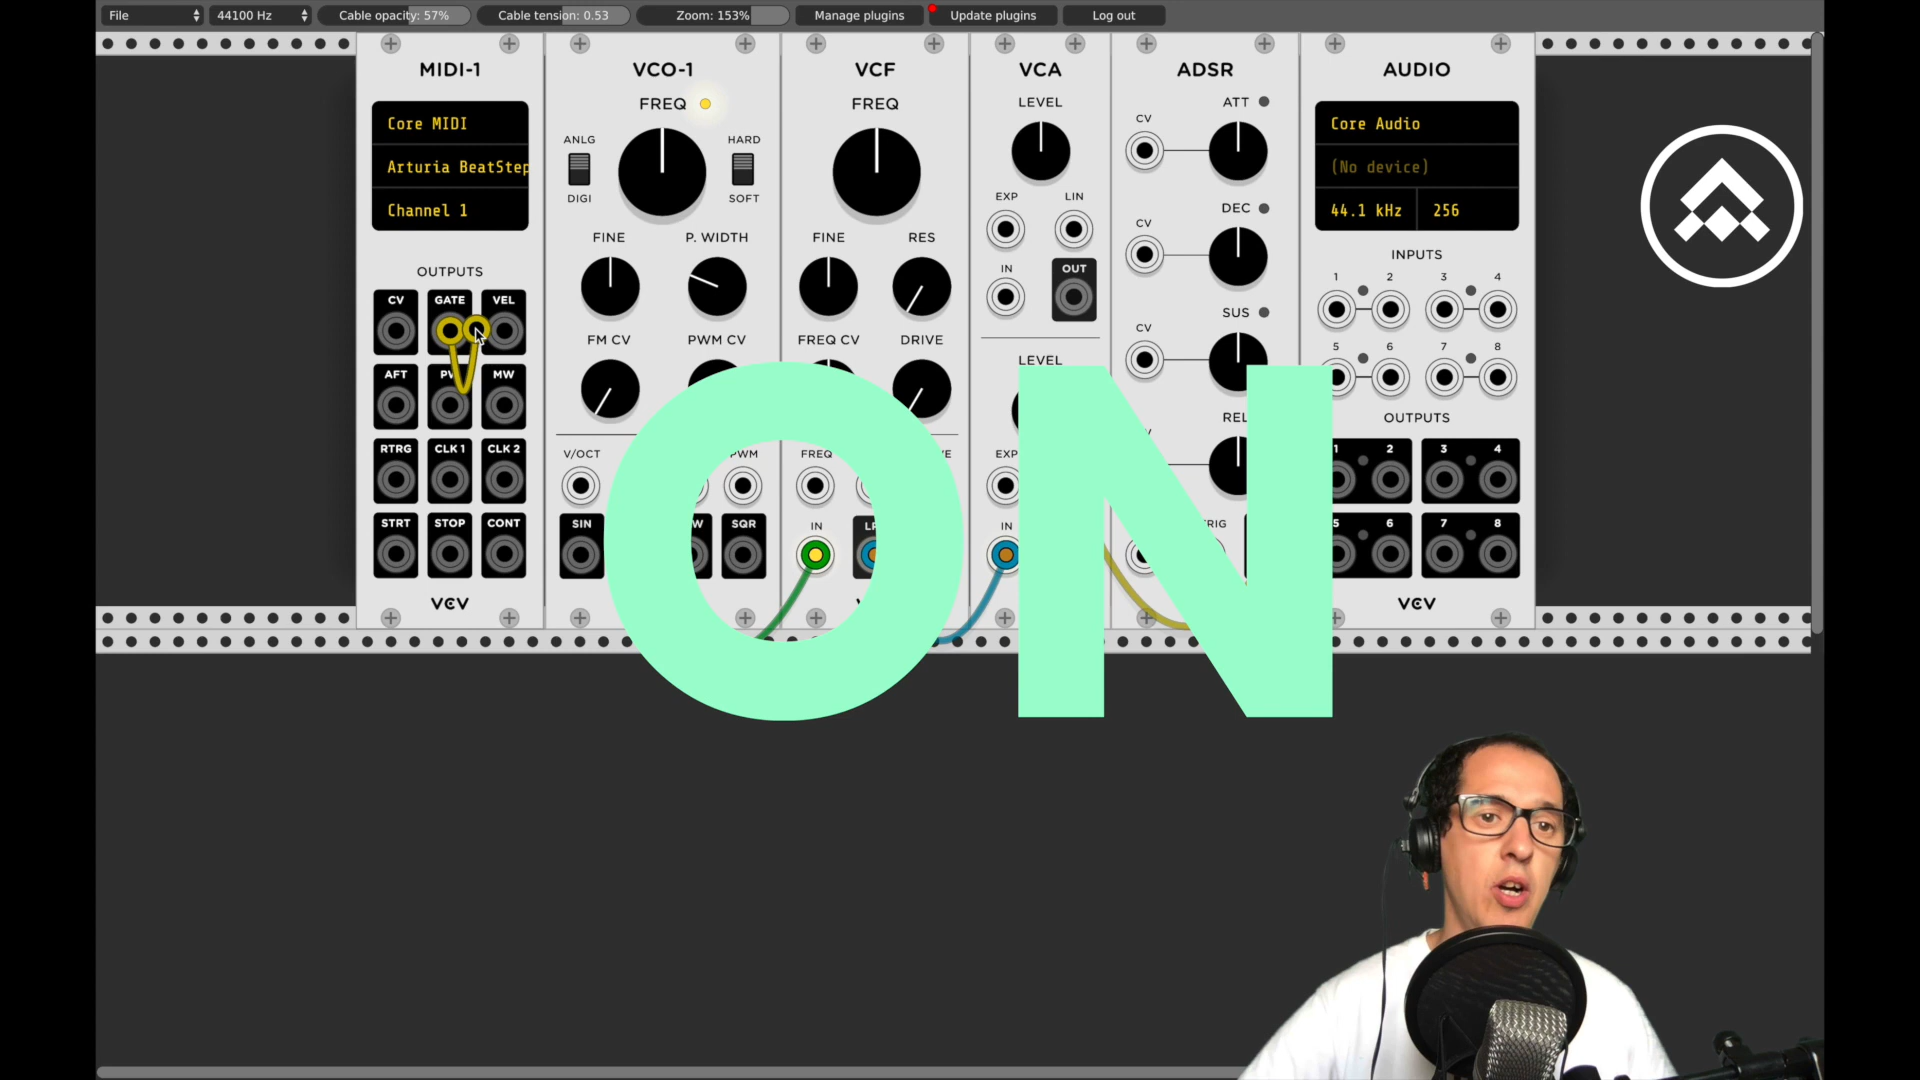 File
44100 Hz
Cable opacity: 57%
Cable tension: 0.53
Zoom: 153%
Manage plugins
Update plugins
Log out
MIDI-1
Core MIDI
Arturia BeatStep
Channel 1
OUTPUTS
CV GATE VEL
AFT MW
RTRG CLK 1 CLK 2
STRT STOP CONT
VCV
VCO-1
FREQ
ANLG HARD
DIGI SOFT
FINE P. WIDTH
FM CV PWM CV
V/OCT PWM
SIN SQR
VCF
FREQ
FINE RES
FREQ CV DRIVE
FREQ
IN
VCA
LEVEL
EXP LIN
IN OUT
LEVEL
EXP
IN
ADSR
ATT
CV
DEC
CV
SUS
CV
REL
AUDIO
Core Audio
(No device)
44.1 kHz 256
INPUTS
1 2 3 4
5 6 7 8
OUTPUTS
1 2 3 4
5 6 7 8
VCV
ON